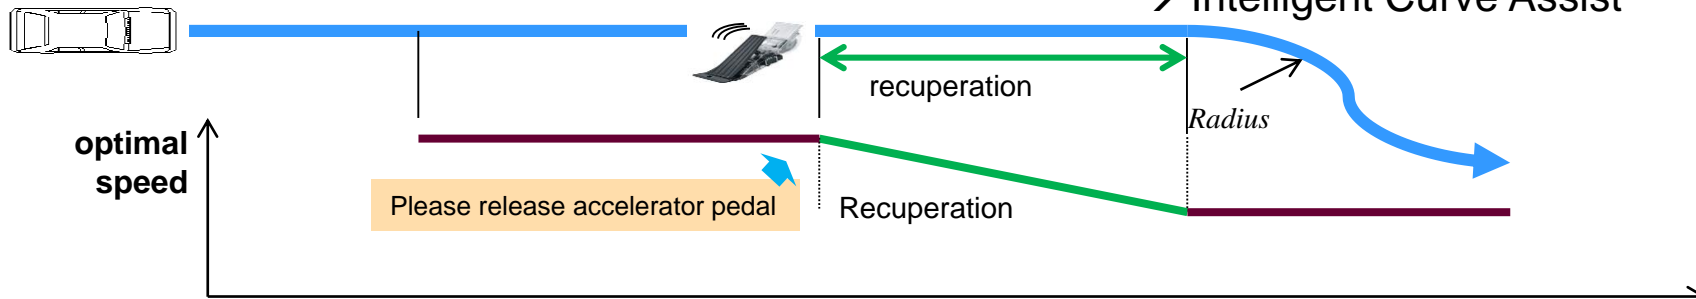 Intelligent Curve Assist
recuperation
Radius
optimal
speed
Please release accelerator pedal
Recuperation